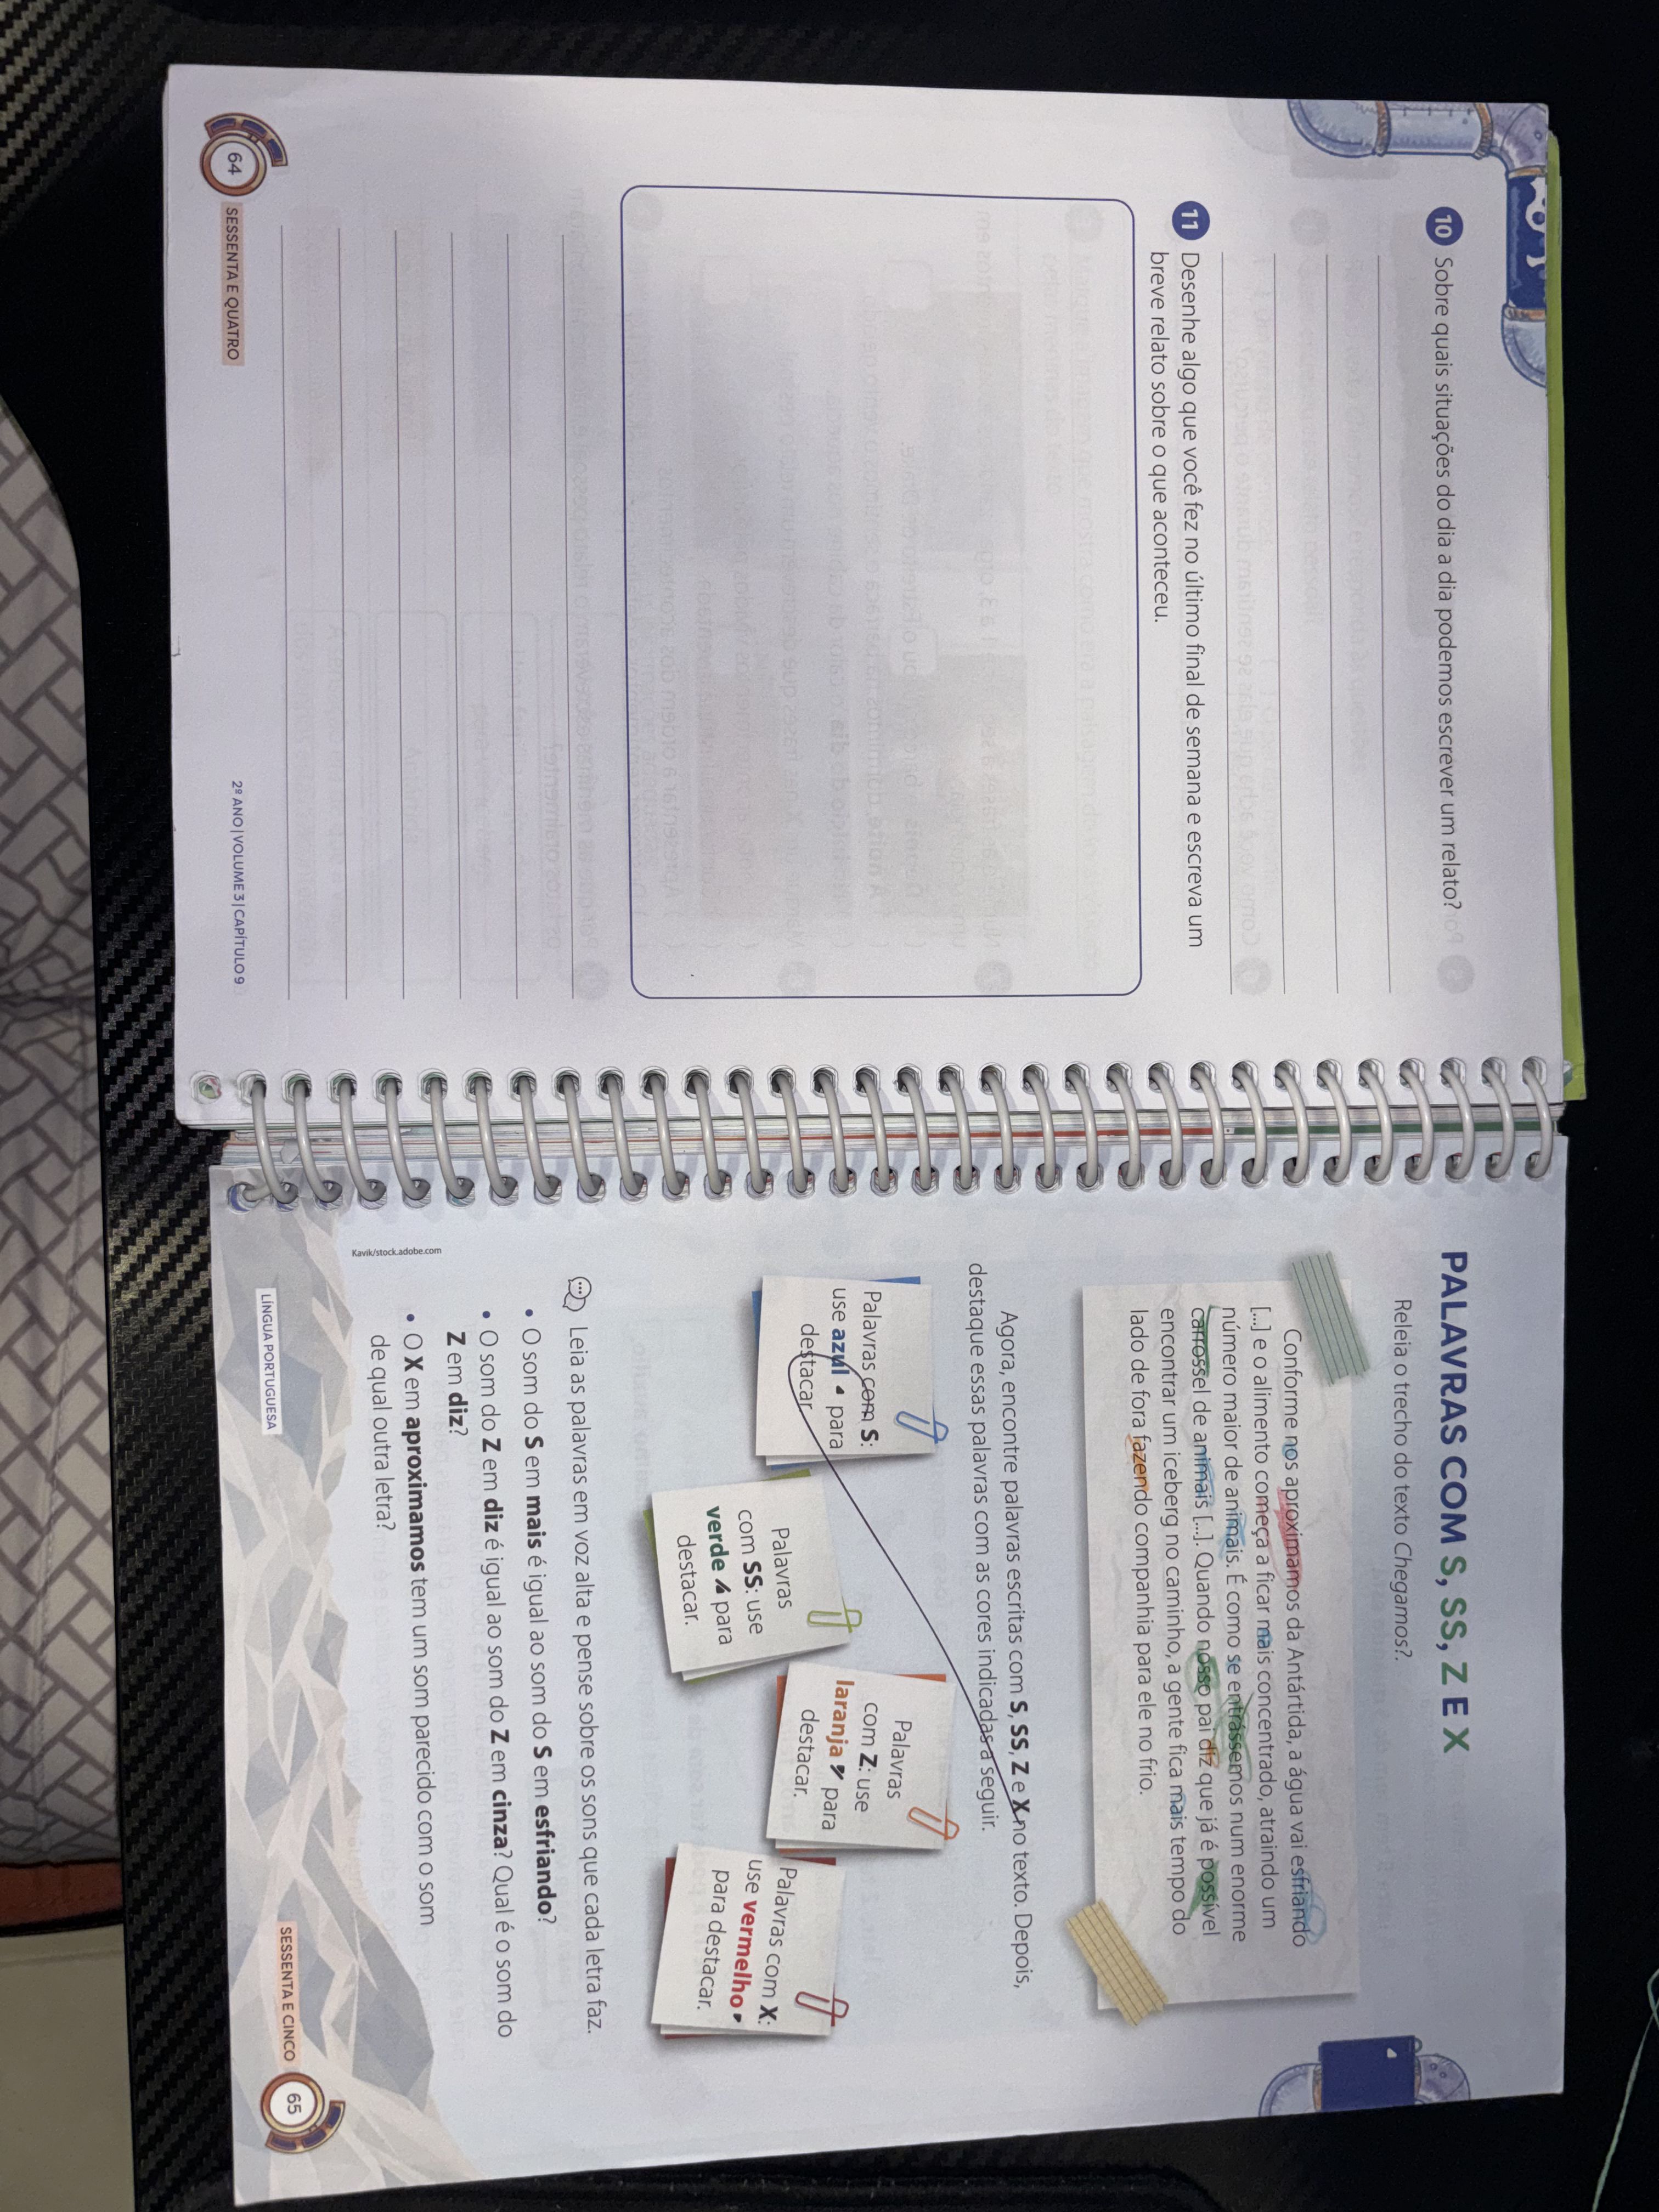 10 Sobre quais situações do dia a dia podemos escrever um relato?
11 Desenhe algo que você fez no último final de semana e escreva um
breve relato sobre o que aconteceu.
64 SESSENTA E QUATRO
2º ANO | VOLUME 3 | CAPÍTULO 9
PALAVRAS COM S, SS, Z E X
Releia o trecho do texto Chegamos?.
Conforme nos aproximamos da Antártida, a água vai esfriando
[...] e o alimento começa a ficar mais concentrado, atraindo um
número maior de animais. É como se entrássemos num enorme
carrossel de animais [...]. Quando nosso pai diz que já é possível
encontrar um iceberg no caminho, a gente fica mais tempo do
lado de fora fazendo companhia para ele no frio.
Agora, encontre palavras escritas com S, SS, Z e X no texto. Depois,
destaque essas palavras com as cores indicadas a seguir.
Palavras com S:
use azul para
destacar.
Palavras
com SS: use
verde para
destacar.
Palavras
com Z: use
laranja para
destacar.
Palavras com X:
use vermelho
para destacar.
Leia as palavras em voz alta e pense sobre os sons que cada letra faz.
• O som do S em mais é igual ao som do S em esfriando?
• O som do Z em diz é igual ao som do Z em cinza? Qual é o som do
Z em diz?
• O X em aproximamos tem um som parecido com o som
de qual outra letra?
Kavik/stock.adobe.com
LÍNGUA PORTUGUESA
SESSENTA E CINCO 65